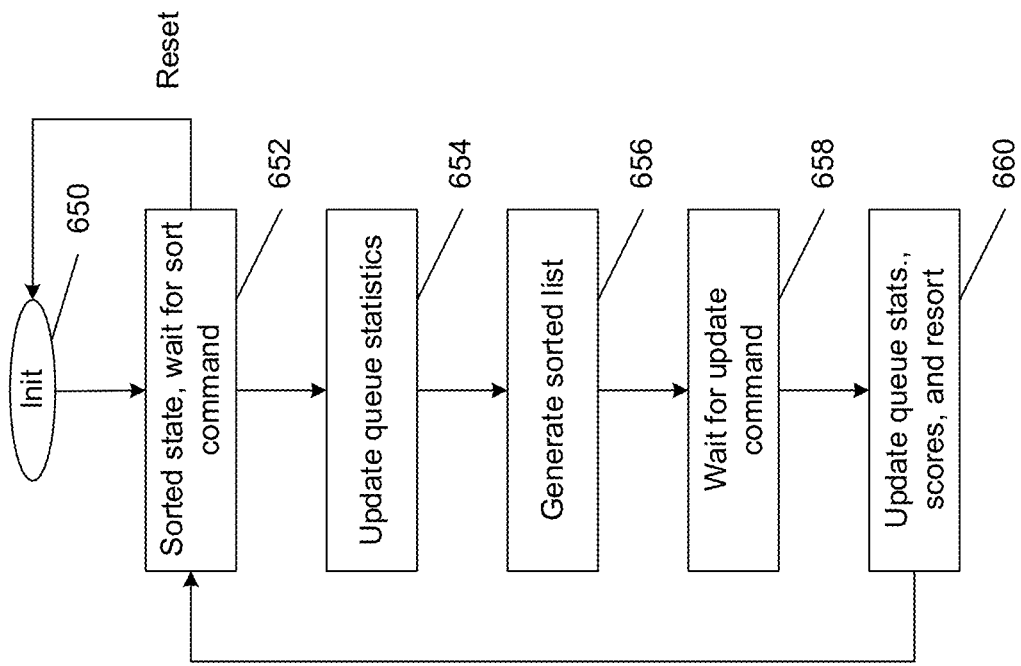 Init
650
Reset
Sorted state, wait for sort
command
652
Update queue statistics
654
Generate sorted list
656
Wait for update
command
658
Update queue stats.,
scores, and resort
660